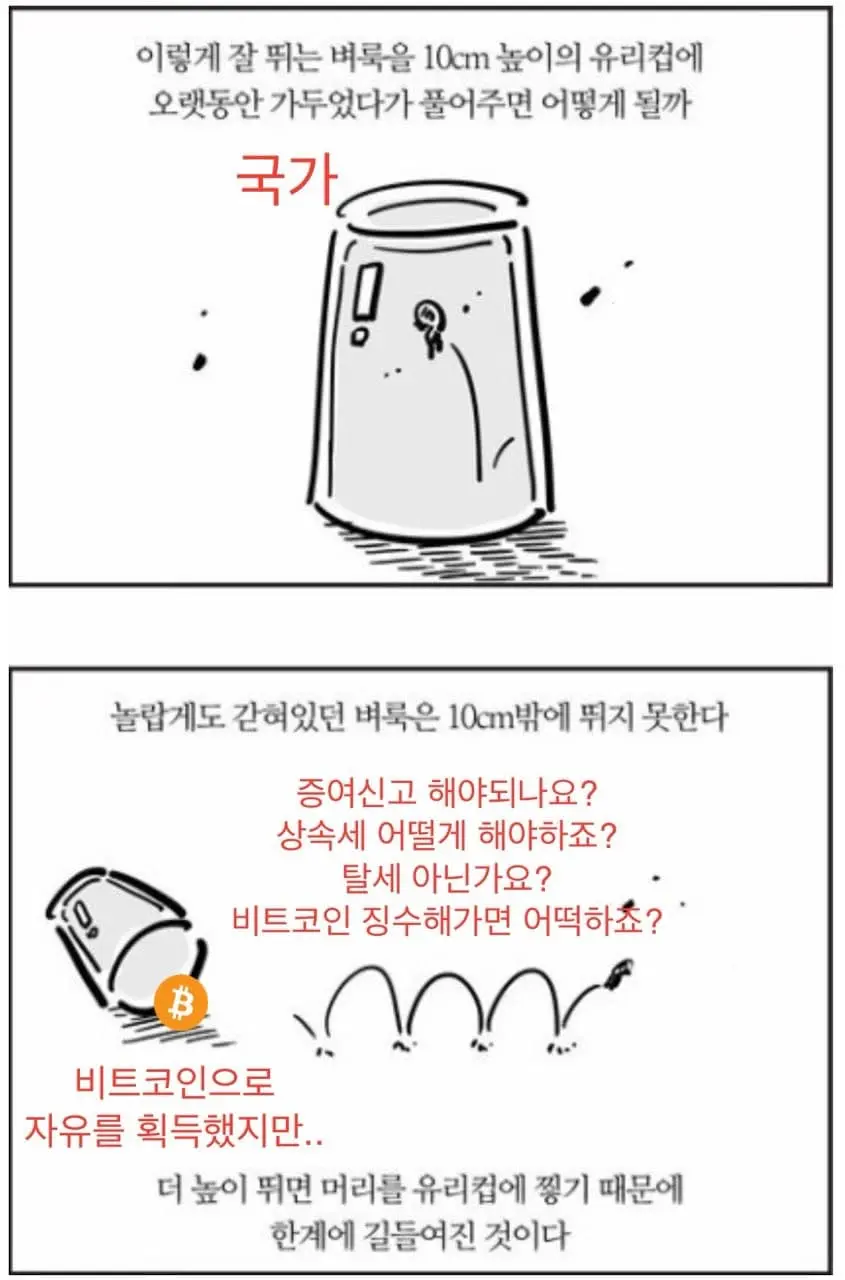 이렇게 잘 뛰는 벼룩을 10cm 높이의 유리컵에
오랫동안 가두었다가 풀어주면 어떻게 될까
국가
놀랍게도 갇혀있던 벼룩은 10cm밖에 뛰지 못한다
증여신고 해야되나요?
상속세 어떨게 해야하죠?
탈세 아닌가요?
비트코인 징수해가면 어떡하죠?
비트코인으로
자유를 획득했지만..
더 높이 뛰면 머리를 유리컵에 찧기 때문에
한계에 길들여진 것이다